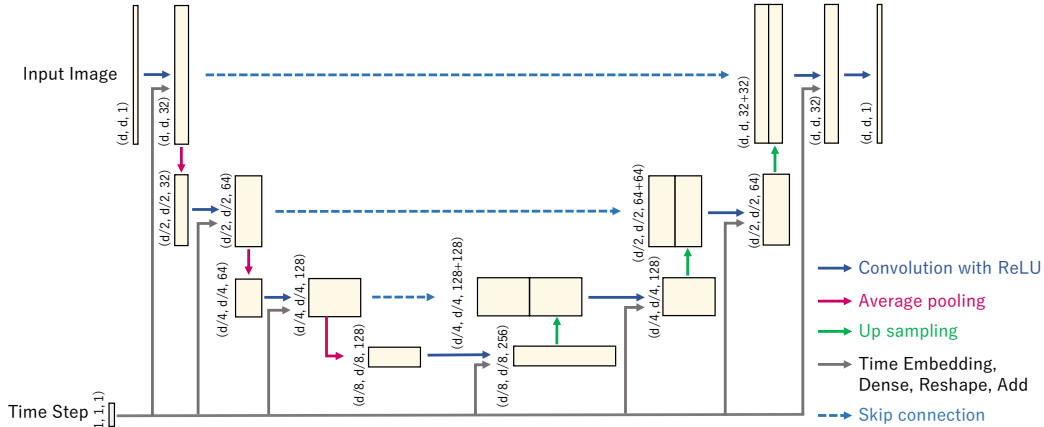 Input Image
(d, d, 1)
(d, d, 32)
(d, d, 32+32)
(d, d, 32)
(d, d, 1)
(d/2, d/2, 32)
(d/2, d/2, 64)
(d/2, d/2, 64+64)
(d/2, d/2, 64)
(d/4, d/4, 64)
(d/4, d/4, 128)
(d/4, d/4, 128+128)
(d/4, d/4, 128)
(d/8, d/8, 128)
(d/8, d/8, 256)
Time Step
1, 1, 1)
Convolution with ReLU
Average pooling
Up sampling
Time Embedding,
Dense, Reshape, Add
Skip connection